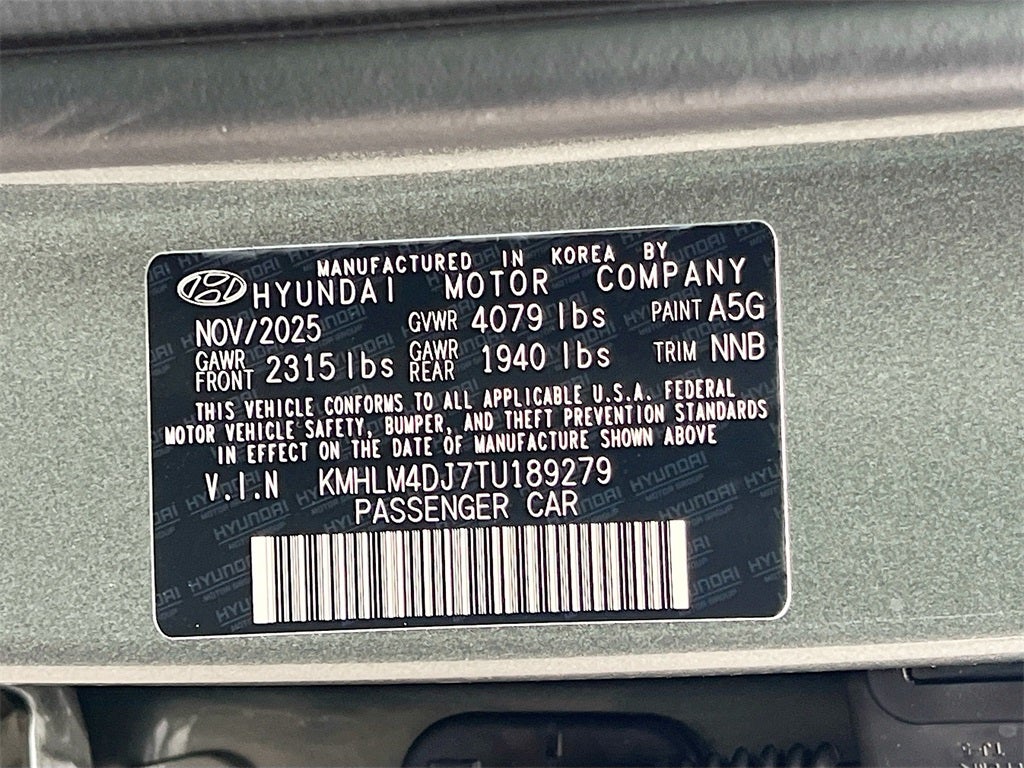 MANUFACTURED IN KOREA BY
HYUNDAI MOTOR COMPANY
NOV/2025 GVWR 4079 lbs PAINT A5G
GAWR FRONT 2315 lbs GAWR REAR 1940 lbs TRIM NNB
THIS VEHICLE CONFORMS TO ALL APPLICABLE U.S.A. FEDERAL
MOTOR VEHICLE SAFETY, BUMPER, AND THEFT PREVENTION STANDARDS
IN EFFECT ON THE DATE OF MANUFACTURE SHOWN ABOVE
V.I.N KMHLM4DJ7TU189279
PASSENGER CAR